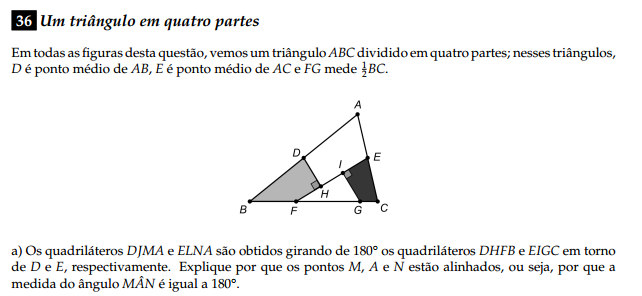 36 Um triângulo em quatro partes
Em todas as figuras desta questão, vemos um triângulo ABC dividido em quatro partes; nesses triângulos,
D é ponto médio de AB, E é ponto médio de AC e FG mede ½BC.
A
D
I
E
H
B
F
G
C
a) Os quadriláteros DJMA e ELNA são obtidos girando de 180° os quadriláteros DHFB e EIGC em torno
de D e E, respectivamente. Explique por que os pontos M, A e N estão alinhados, ou seja, por que a
medida do ângulo MÂN é igual a 180°.